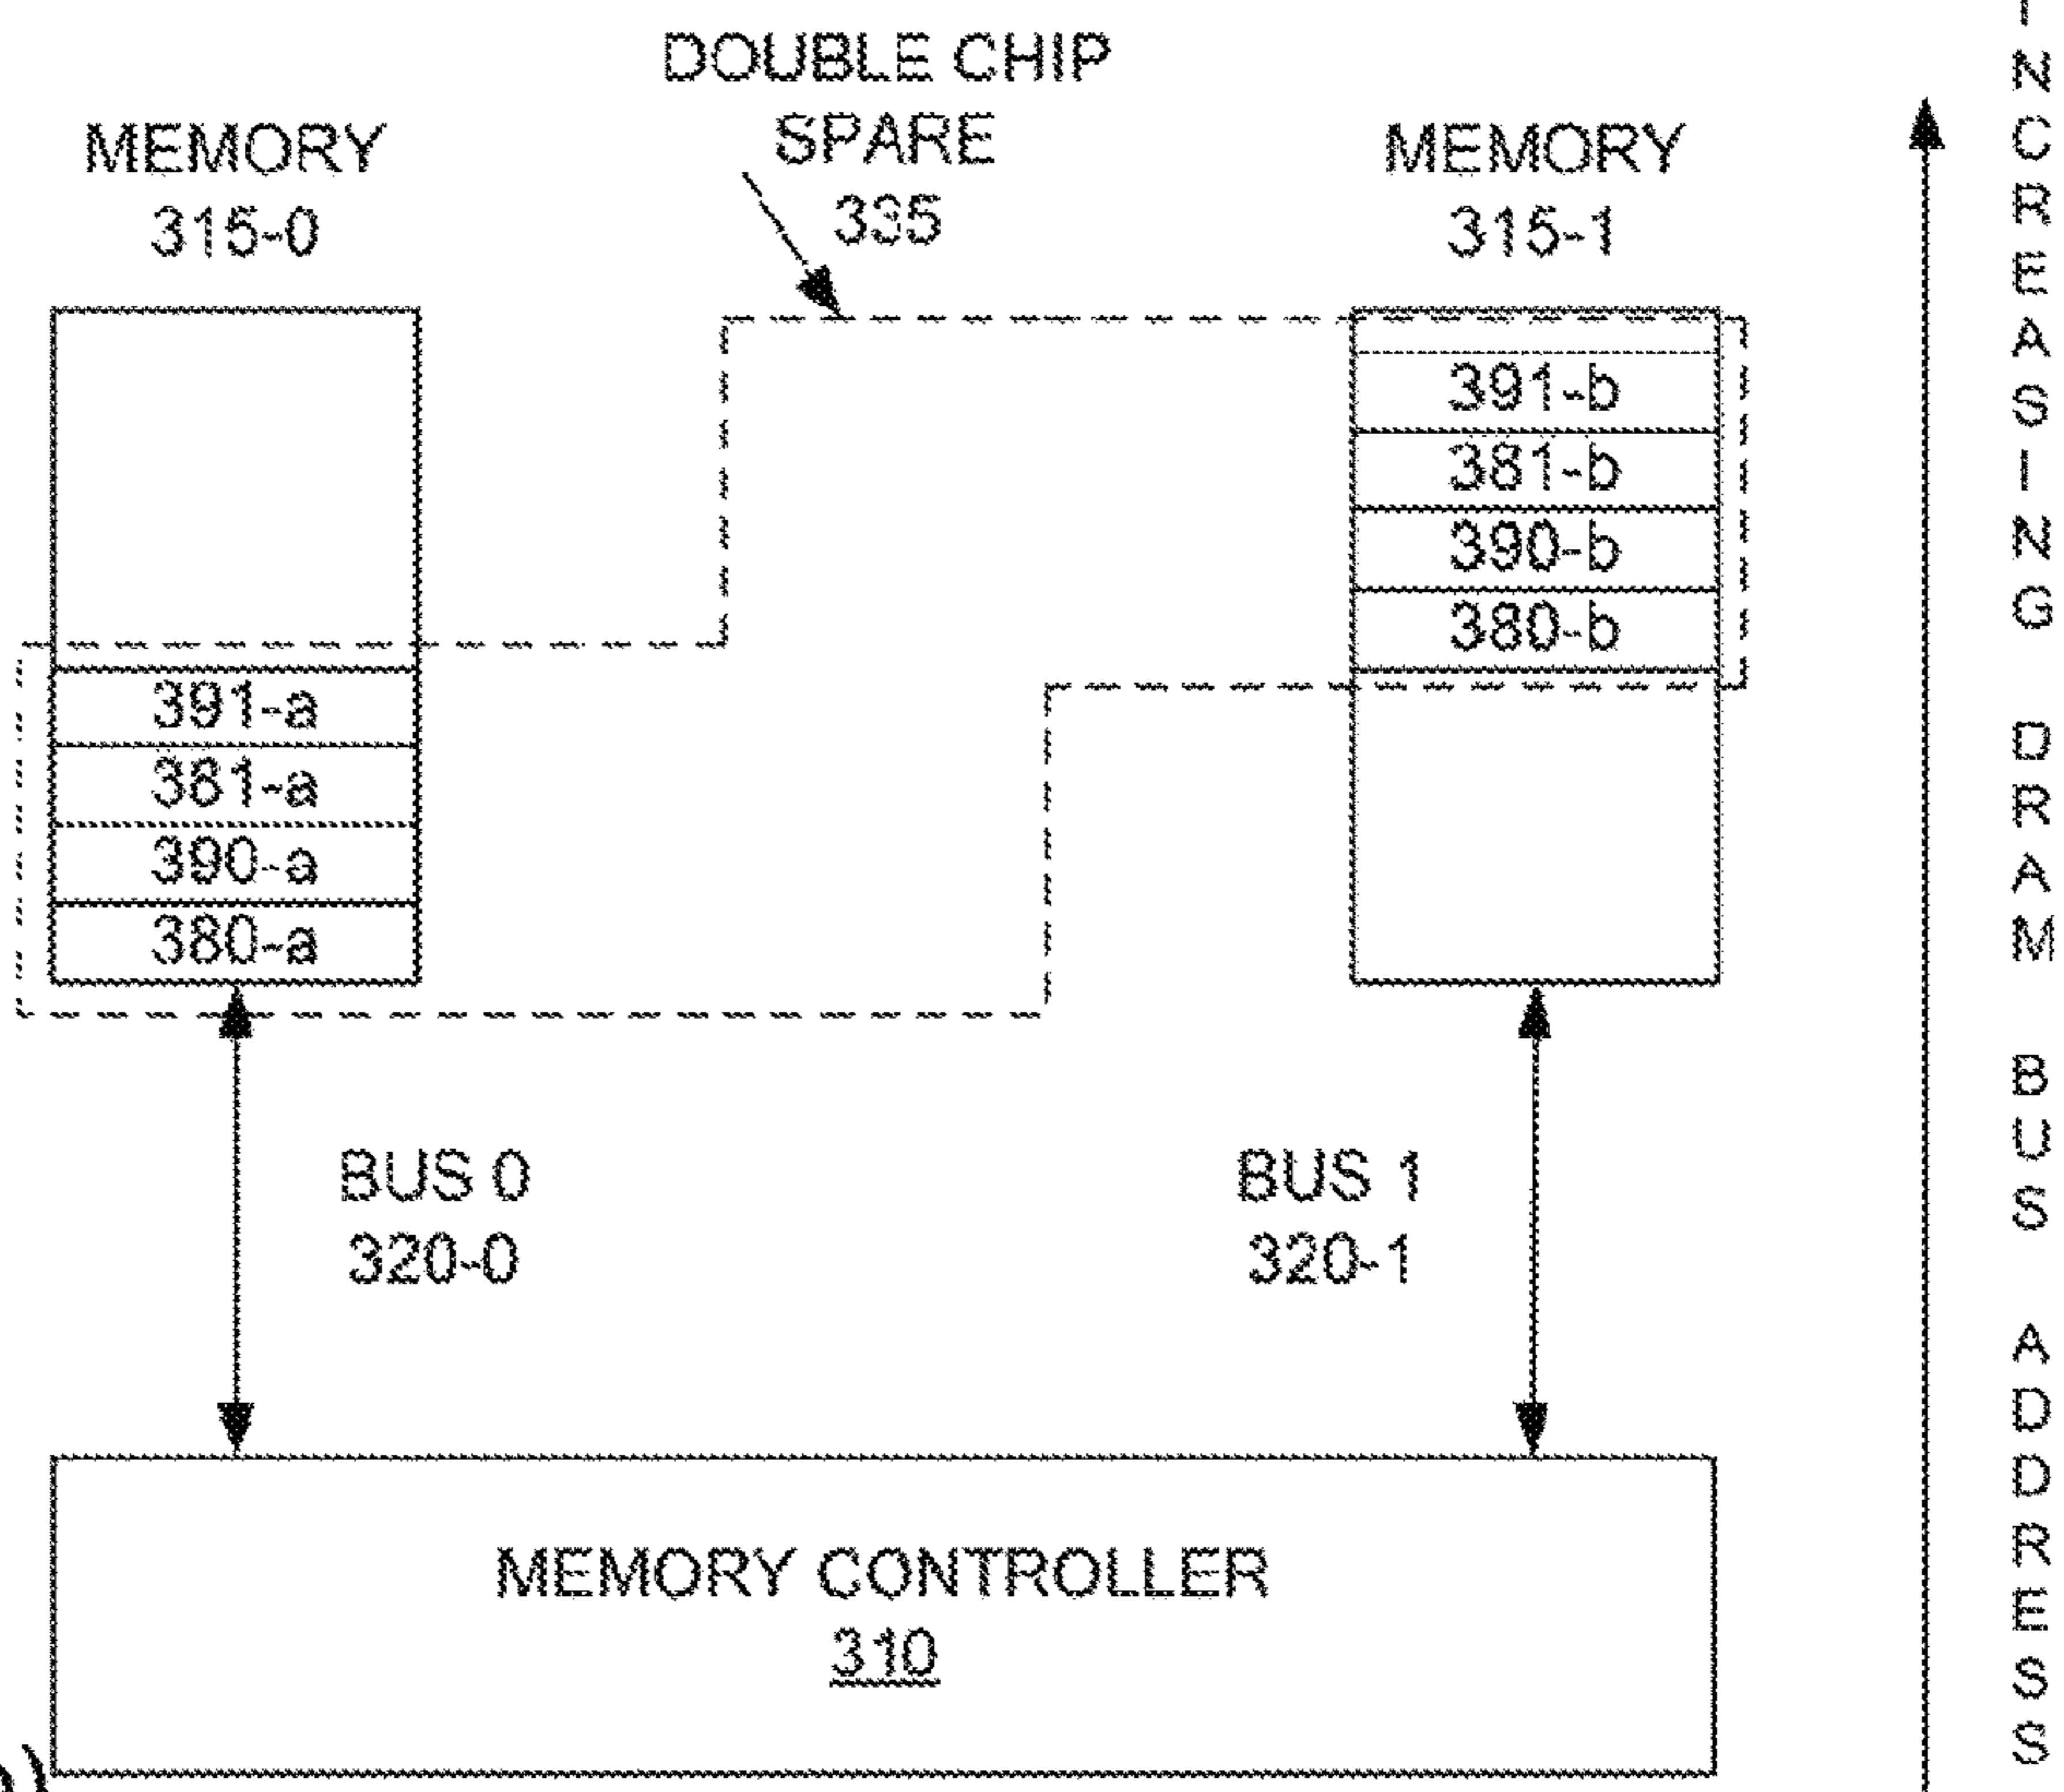 DOUBLE CHIP
SPARE
335
MEMORY
315-0
MEMORY
315-1
391-b
381-b
390-b
380-b
391-a
381-a
390-a
380-a
BUS 0
320-0
BUS 1
320-1
MEMORY CONTROLLER
310
INCREASING DRAM BUS ADDRESS